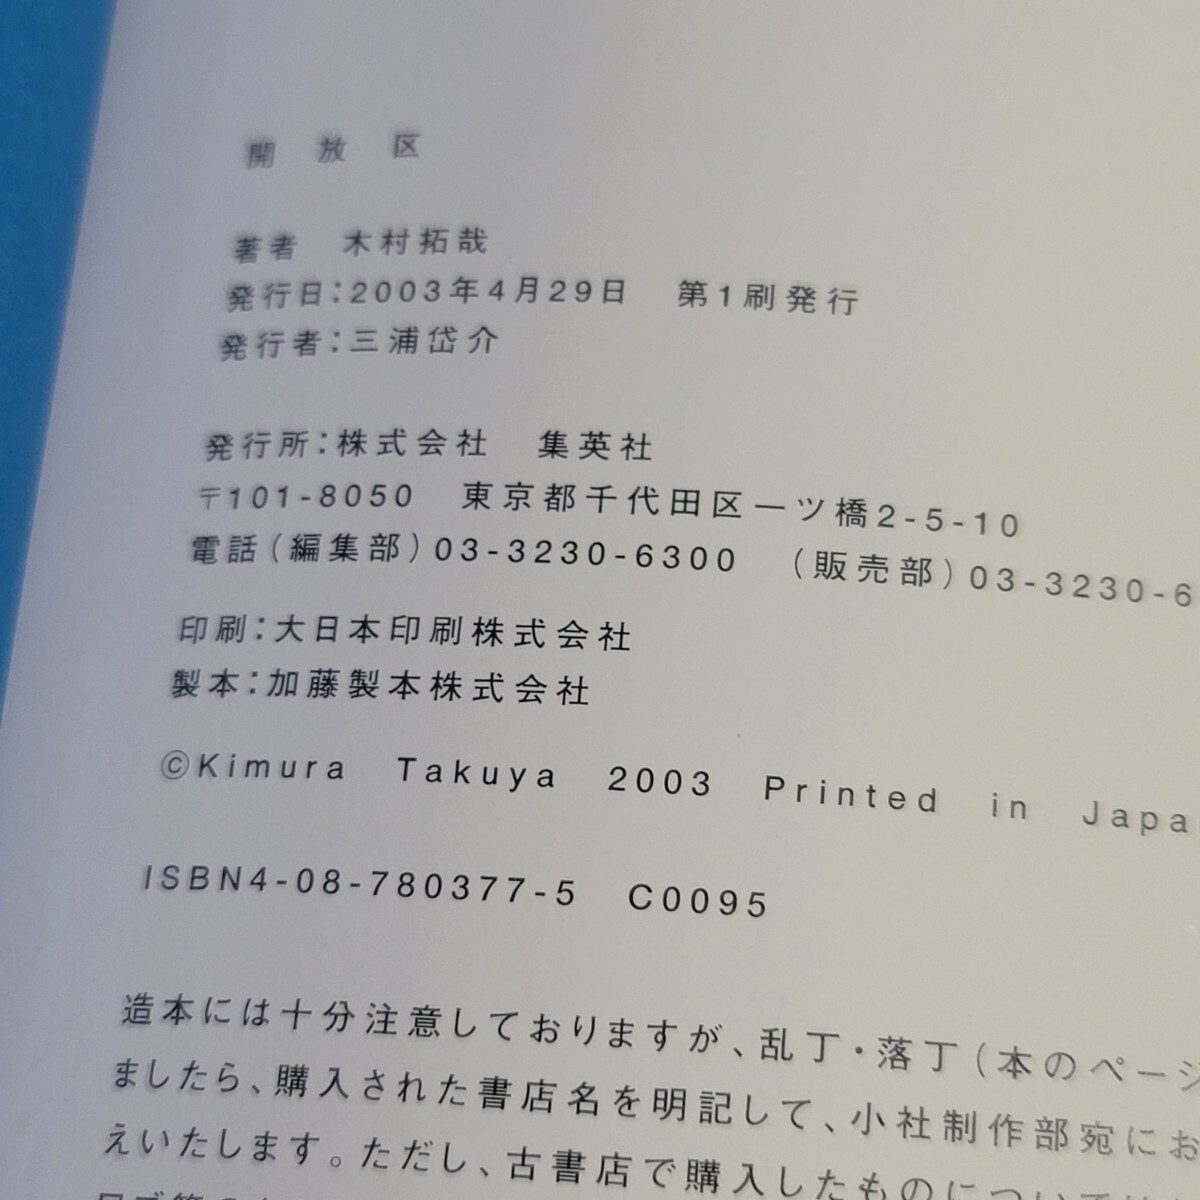 開放区
著者　木村拓哉
発行日：2003年4月29日　第1刷発行
発行者：三浦岱介
発行所：株式会社　集英社
〒101-8050　東京都千代田区一ツ橋2-5-10
電話（編集部）03-3230-6300　（販売部）03-3230-6
印刷：大日本印刷株式会社
製本：加藤製本株式会社
©Kimura Takuya 2003 Printed in Japa
ISBN4-08-780377-5　C0095
造本には十分注意しておりますが、乱丁・落丁（本のページ
ましたら、購入された書店名を明記して、小社制作部宛にお
えいたします。ただし、古書店で購入したものについて